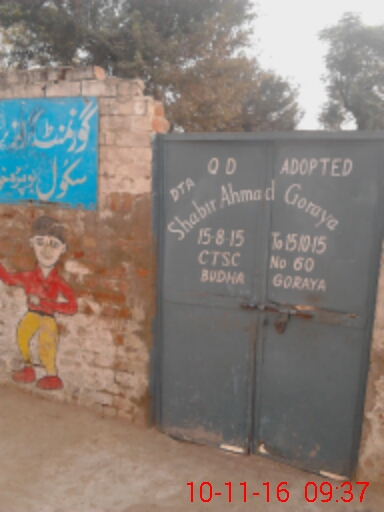 گورنمنٹ گرلز
سکول
QD ADOPTED
DTA
Shabir Ahmad Goraya
15-8-15 To 15.10.15
CTSC No 60
BUDHA GORAYA
10-11-16 09:37